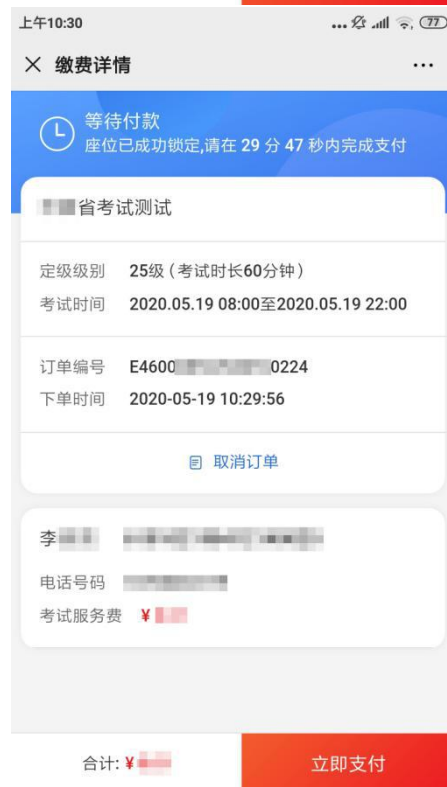 上午10:30
... 77
缴费详情 ...
等待付款
座位已成功锁定,请在 29 分 47 秒内完成支付
省考试测试
定级级别 25级（考试时长60分钟）
考试时间 2020.05.19 08:00至2020.05.19 22:00
订单编号 E4600 0224
下单时间 2020-05-19 10:29:56
取消订单
李
电话号码
考试服务费 ¥
合计: ¥ 立即支付